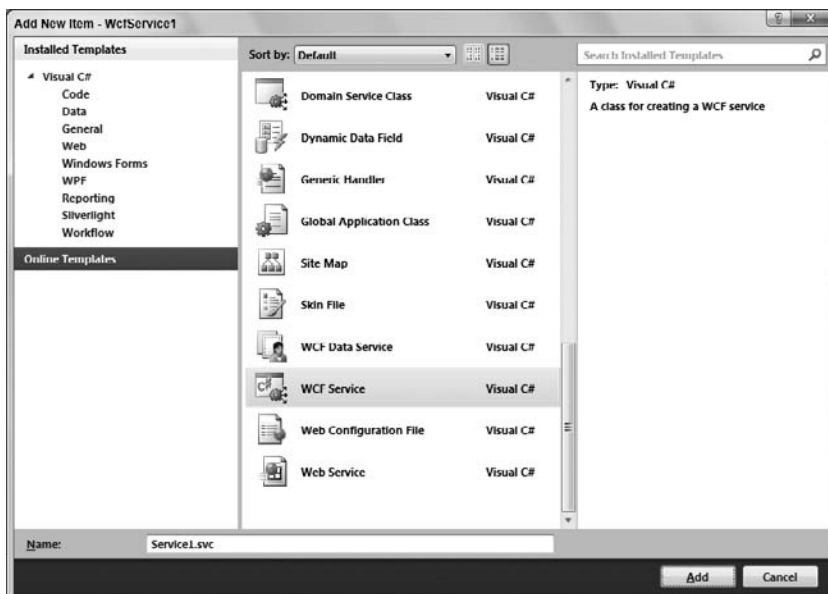 Add New Item - WcfService1
Installed Templates
Visual C#
Code
Data
General
Web
Windows Forms
WPF
Reporting
Silverlight
Workflow
Online Templates
Sort by: Default
Domain Service Class Visual C#
Dynamic Data Field Visual C#
Generic Handler Visual C#
Global Application Class Visual C#
Site Map Visual C#
Skin File Visual C#
WCF Data Service Visual C#
WCF Service Visual C#
Web Configuration File Visual C#
Web Service Visual C#
Search Installed Templates
Type: Visual C#
A class for creating a WCF service
Name: Service1.svc
Add Cancel